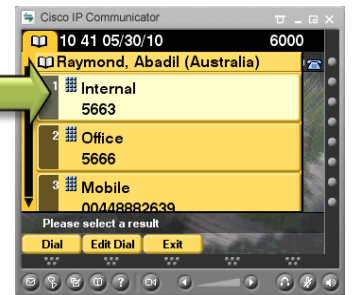 Cisco IP Communicator
10 41 05/30/10 6000
Raymond, Abadil (Australia)
1 Internal
5663
2 Office
5666
3 Mobile
00448882639
Please select a result
Dial Edit Dial Exit
?